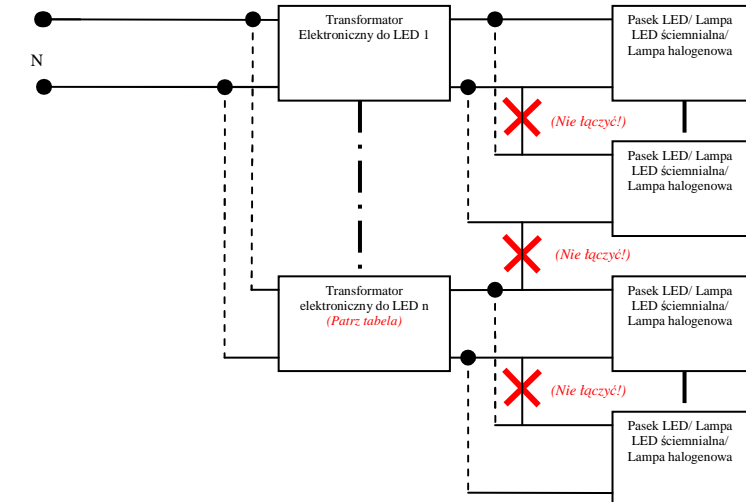 Transformator
Elektroniczny do LED 1
Pasek LED/ Lampa
LED ściemnialna/
Lampa halogenowa
N
(Nie łączyć!)
Pasek LED/ Lampa
LED ściemnialna/
Lampa halogenowa
(Nie łączyć!)
Transformator
elektroniczny do LED n
(Patrz tabela)
Pasek LED/ Lampa
LED ściemnialna/
Lampa halogenowa
(Nie łączyć!)
Pasek LED/ Lampa
LED ściemnialna/
Lampa halogenowa